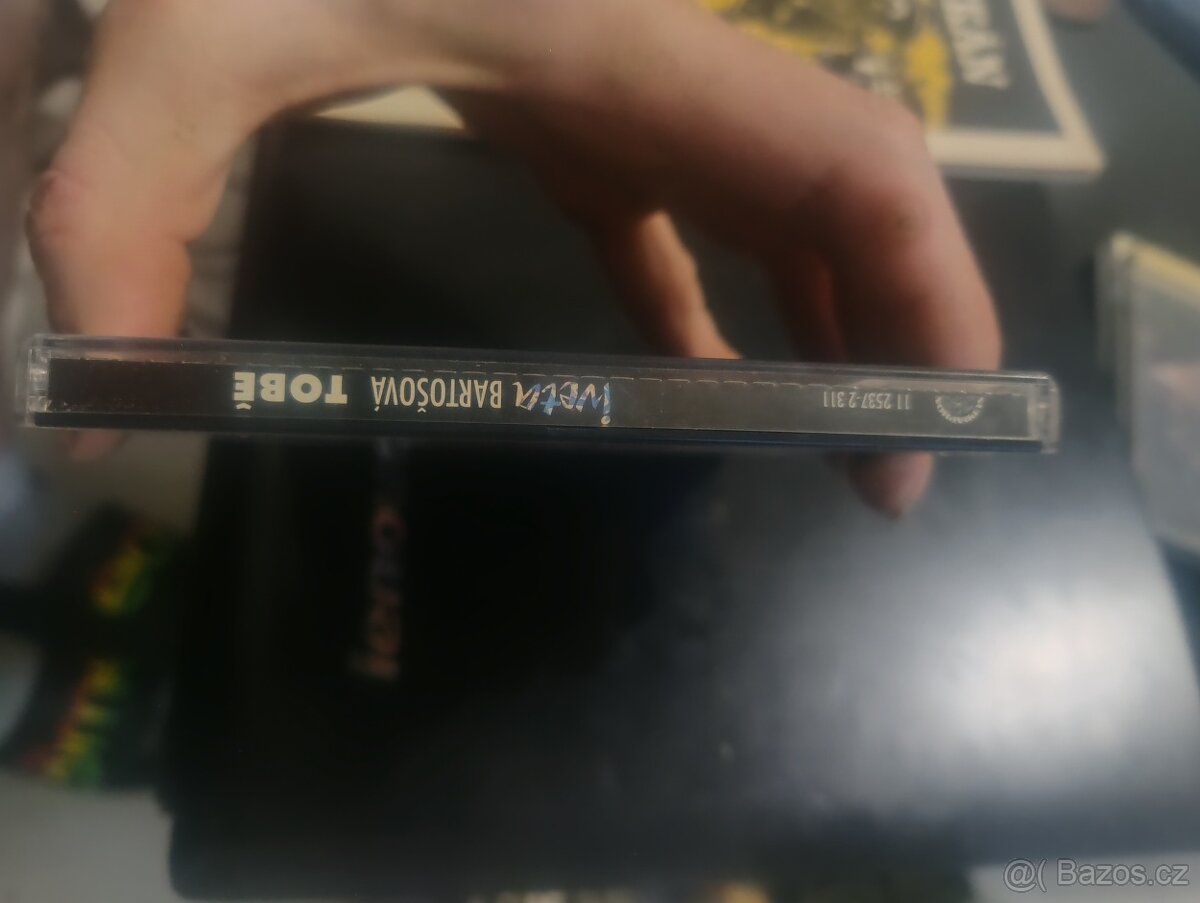 11 2537-2 311 iveta BARTOŠOVÁ TOBĚ
@( Bazos.cz